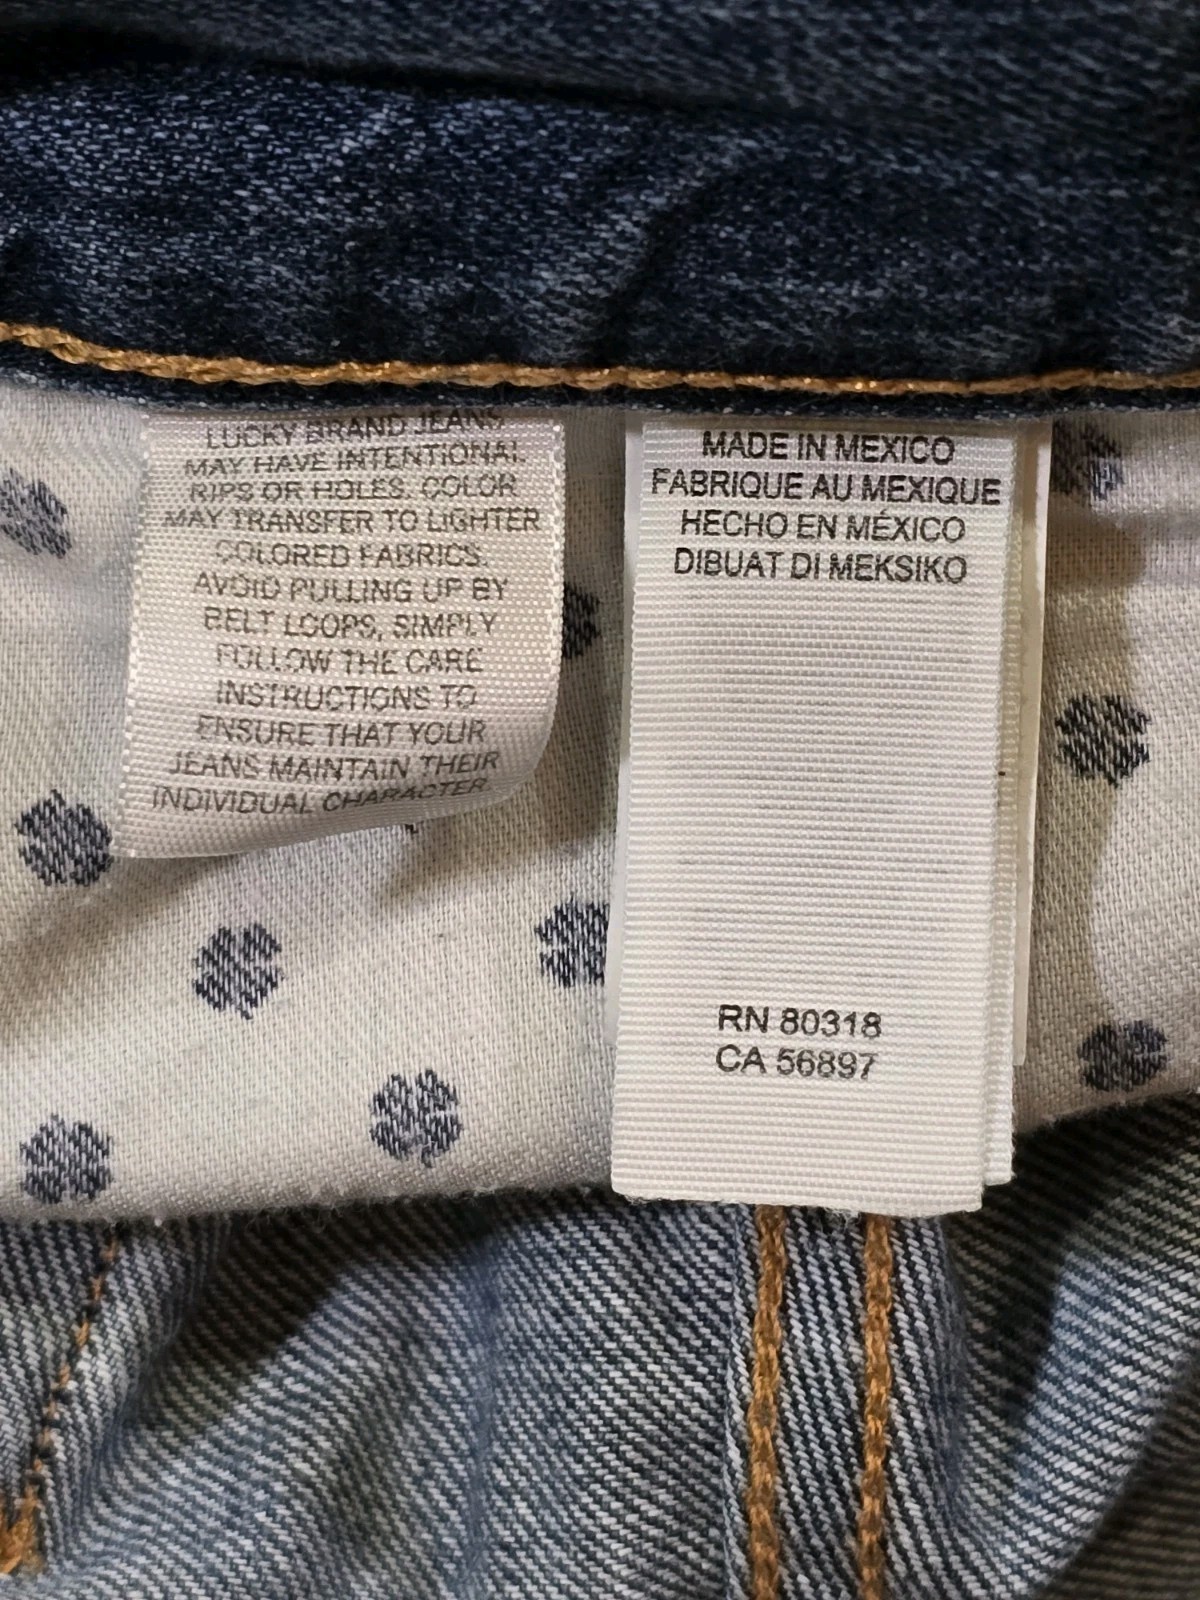 LUCKY BRAND JEANS
MAY HAVE INTENTIONAL
RIPS OR HOLES. COLOR
MAY TRANSFER TO LIGHTER
COLORED FABRICS.
AVOID PULLING UP BY
BELT LOOPS, SIMPLY
FOLLOW THE CARE
INSTRUCTIONS TO
ENSURE THAT YOUR
JEANS MAINTAIN THEIR
INDIVIDUAL CHARACTER.
MADE IN MEXICO
FABRIQUE AU MEXIQUE
HECHO EN MÉXICO
DIBUAT DI MEKSIKO
RN 80318
CA 56897